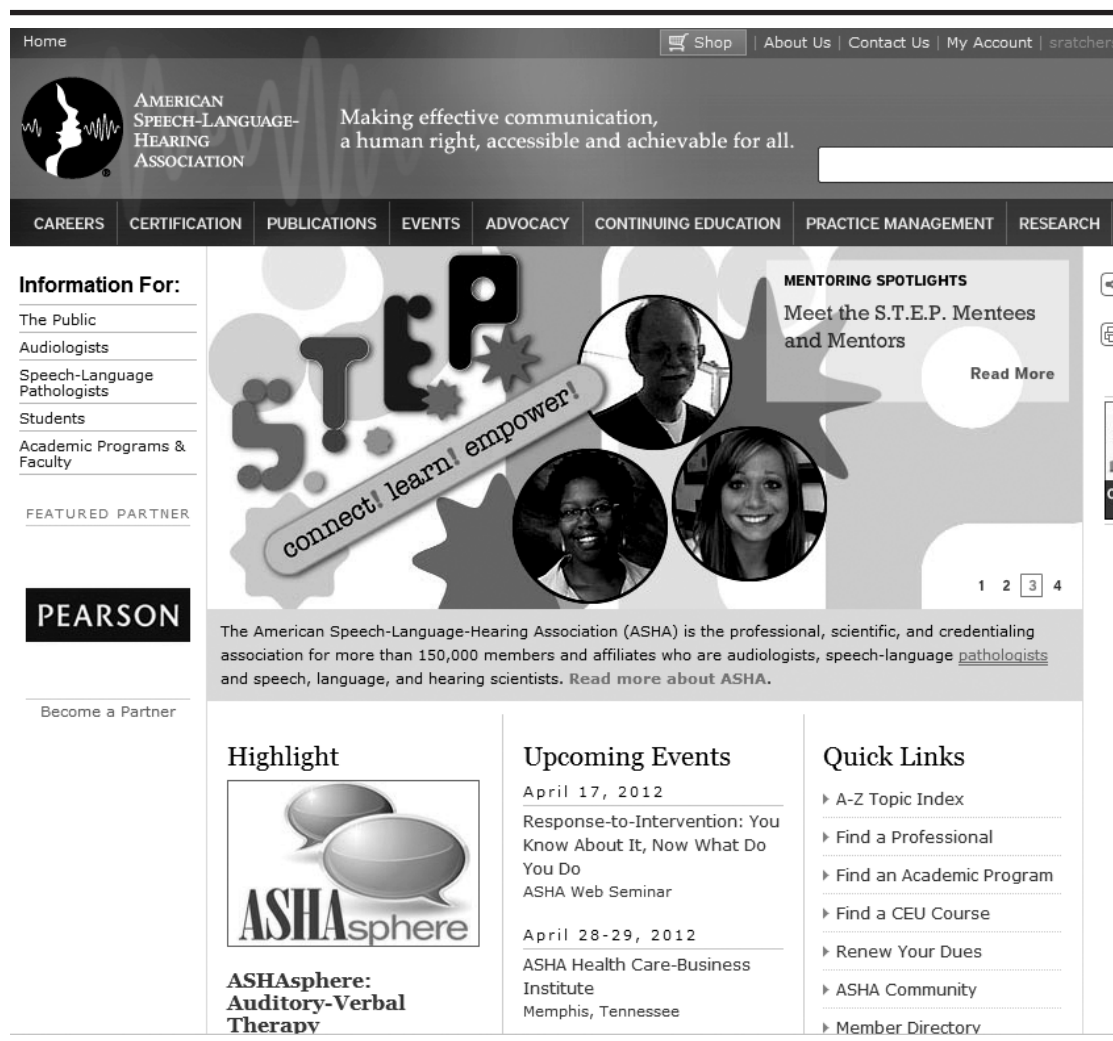 Home
Shop | About Us | Contact Us | My Account | sratcher
AMERICAN
SPEECH-LANGUAGE-
HEARING
ASSOCIATION
®
Making effective communication,
a human right, accessible and achievable for all.
CAREERS
CERTIFICATION
PUBLICATIONS
EVENTS
ADVOCACY
CONTINUING EDUCATION
PRACTICE MANAGEMENT
RESEARCH
Information For:
The Public
Audiologists
Speech-Language
Pathologists
Students
Academic Programs &
Faculty
FEATURED PARTNER
PEARSON
Become a Partner
S.T.E.P
connect! learn! empower!
MENTORING SPOTLIGHTS
Meet the S.T.E.P. Mentees
and Mentors
Read More
1 2 3 4
The American Speech-Language-Hearing Association (ASHA) is the professional, scientific, and credentialing
association for more than 150,000 members and affiliates who are audiologists, speech-language pathologists
and speech, language, and hearing scientists. Read more about ASHA.
Highlight
ASHAsphere
ASHAsphere:
Auditory-Verbal
Therapy
Upcoming Events
April 17, 2012
Response-to-Intervention: You
Know About It, Now What Do
You Do
ASHA Web Seminar
April 28-29, 2012
ASHA Health Care-Business
Institute
Memphis, Tennessee
Quick Links
A-Z Topic Index
Find a Professional
Find an Academic Program
Find a CEU Course
Renew Your Dues
ASHA Community
Member Directory